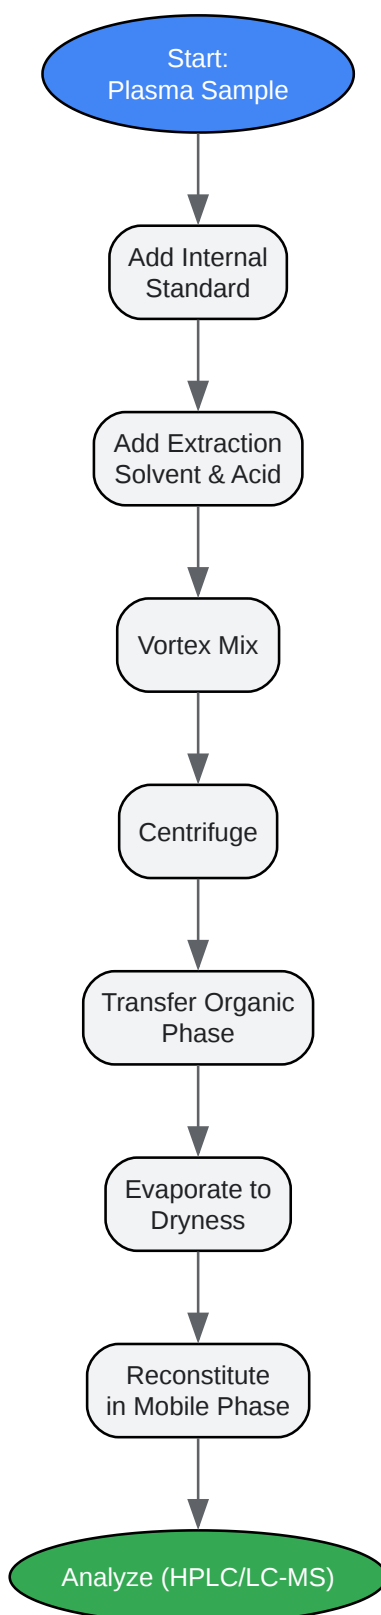 Start:
Plasma Sample
Add Internal
Standard
Add Extraction
Solvent & Acid
Vortex Mix
Centrifuge
Transfer Organic
Phase
Evaporate to
Dryness
Reconstitute
in Mobile Phase
Analyze (HPLC/LC-MS)